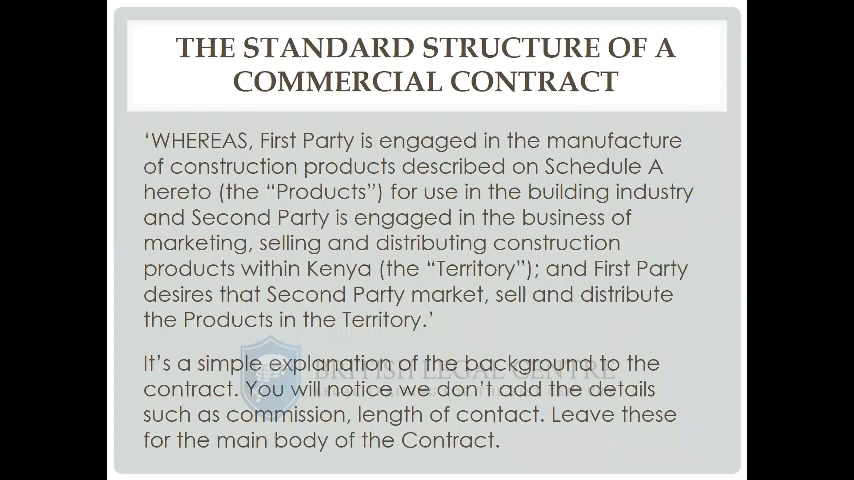 THE STANDARD STRUCTURE OF A
COMMERCIAL CONTRACT
‘WHEREAS, First Party is engaged in the manufacture
of construction products described on Schedule A
hereto (the “Products”) for use in the building industry
and Second Party is engaged in the business of
marketing, selling and distributing construction
products within Kenya (the “Territory”); and First Party
desires that Second Party market, sell and distribute
the Products in the Territory.’
It’s a simple explanation of the background to the
contract. You will notice we don’t add the details
such as commission, length of contact. Leave these
for the main body of the Contract.
BRITISH LEGAL CENTRE